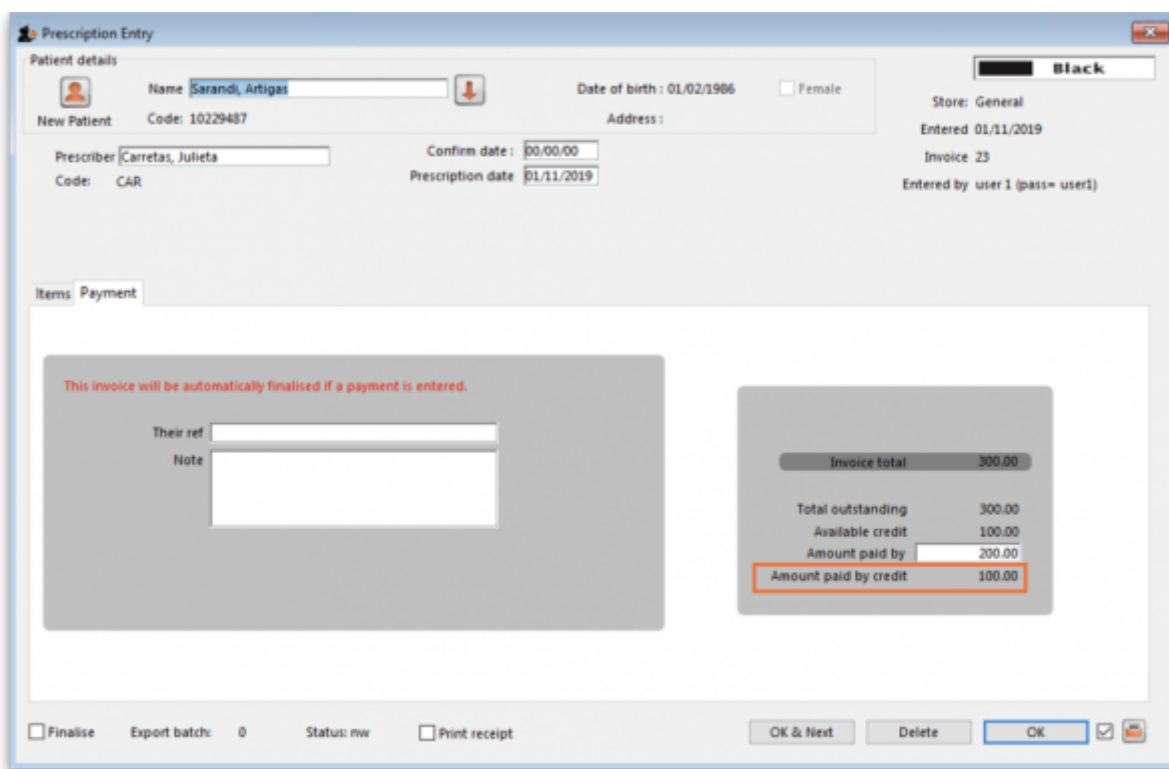 Prescription Entry
Patient details
Black
Name Sarandi, Artigas
Date of birth : 01/02/1986
Female
Store: General
New Patient
Code: 10229487
Address :
Entered 01/11/2019
Prescriber Carretas, Julieta
Confirm date : 00/00/00
Invoice 23
Code: CAR
Prescription date 01/11/2019
Entered by user 1 (pass= user1)
Items Payment
This invoice will be automatically finalised if a payment is entered.
Their ref
Note
Invoice total 300.00
Total outstanding 300.00
Available credit 100.00
Amount paid by 200.00
Amount paid by credit 100.00
Finalise
Export batch: 0
Status: nw
Print receipt
OK & Next
Delete
OK